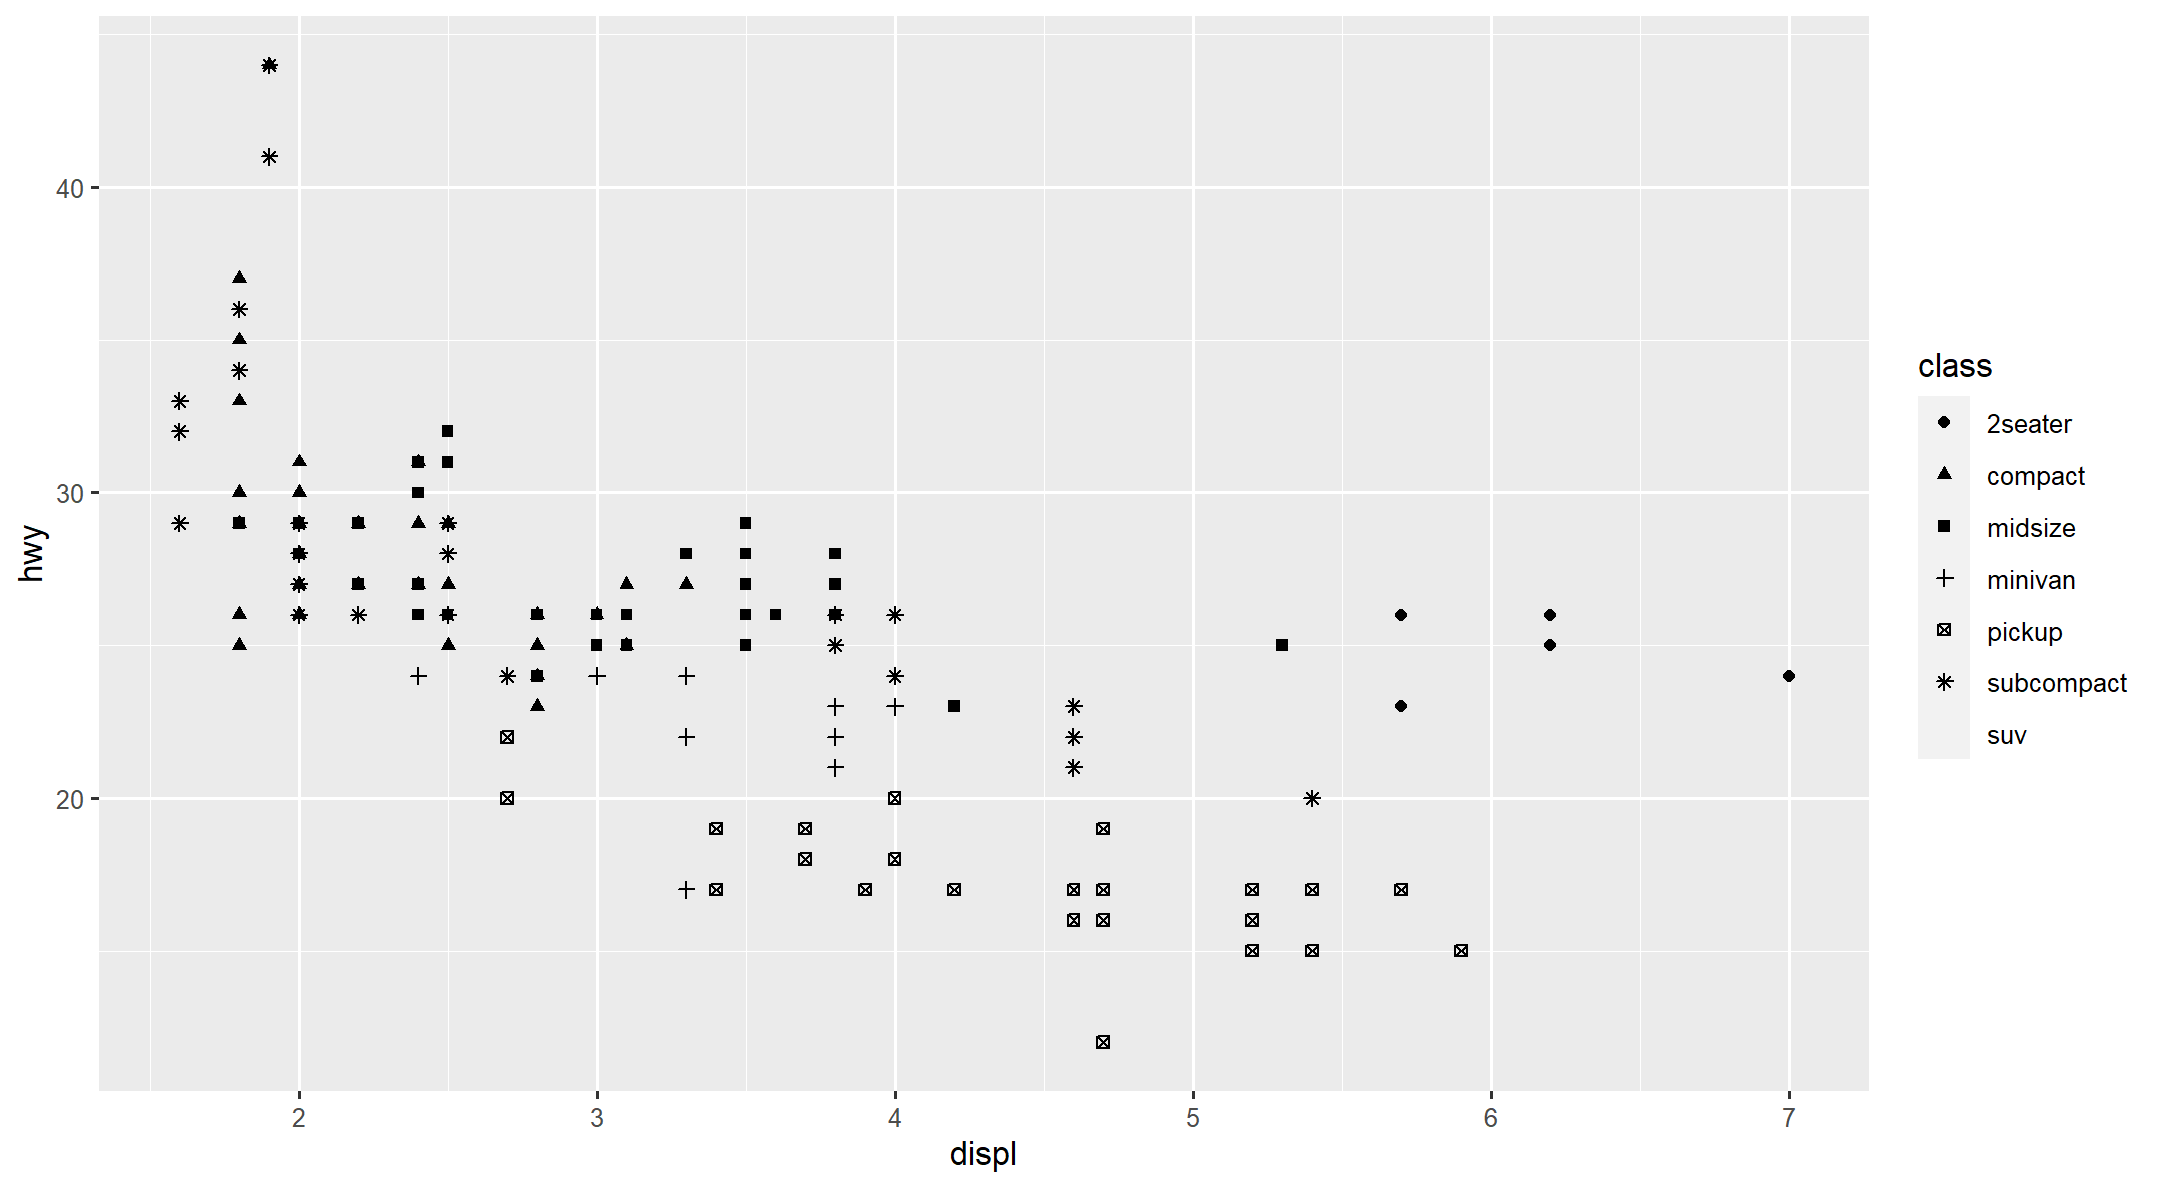 hwy
40
30
20
2 3 4 5 6 7
displ
class
2seater
compact
midsize
minivan
pickup
subcompact
suv